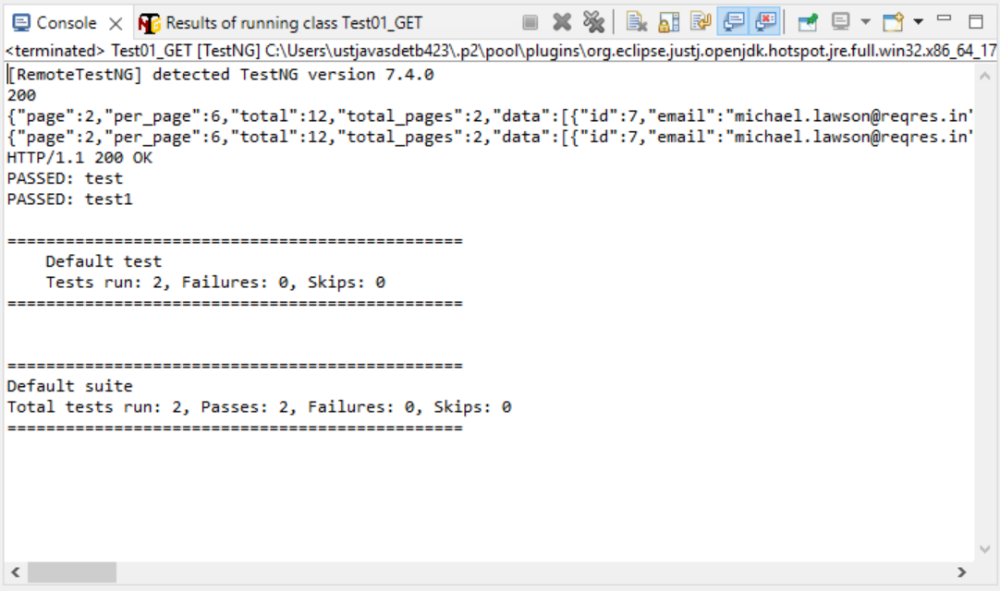 Console
Results of running class Test01_GET
<terminated> Test01_GET [TestNG] C:\Users\ustjavasdetb423\.p2\pool\plugins\org.eclipse.justj.openjdk.hotspot.jre.full.win32.x86_64_17
[RemoteTestNG] detected TestNG version 7.4.0
200
{"page":2,"per_page":6,"total":12,"total_pages":2,"data":[{"id":7,"email":"michael.lawson@reqres.in"
{"page":2,"per_page":6,"total":12,"total_pages":2,"data":[{"id":7,"email":"michael.lawson@reqres.in"
HTTP/1.1 200 OK
PASSED: test
PASSED: test1
===============================================
Default test
Tests run: 2, Failures: 0, Skips: 0
===============================================
===============================================
Default suite
Total tests run: 2, Passes: 2, Failures: 0, Skips: 0
===============================================